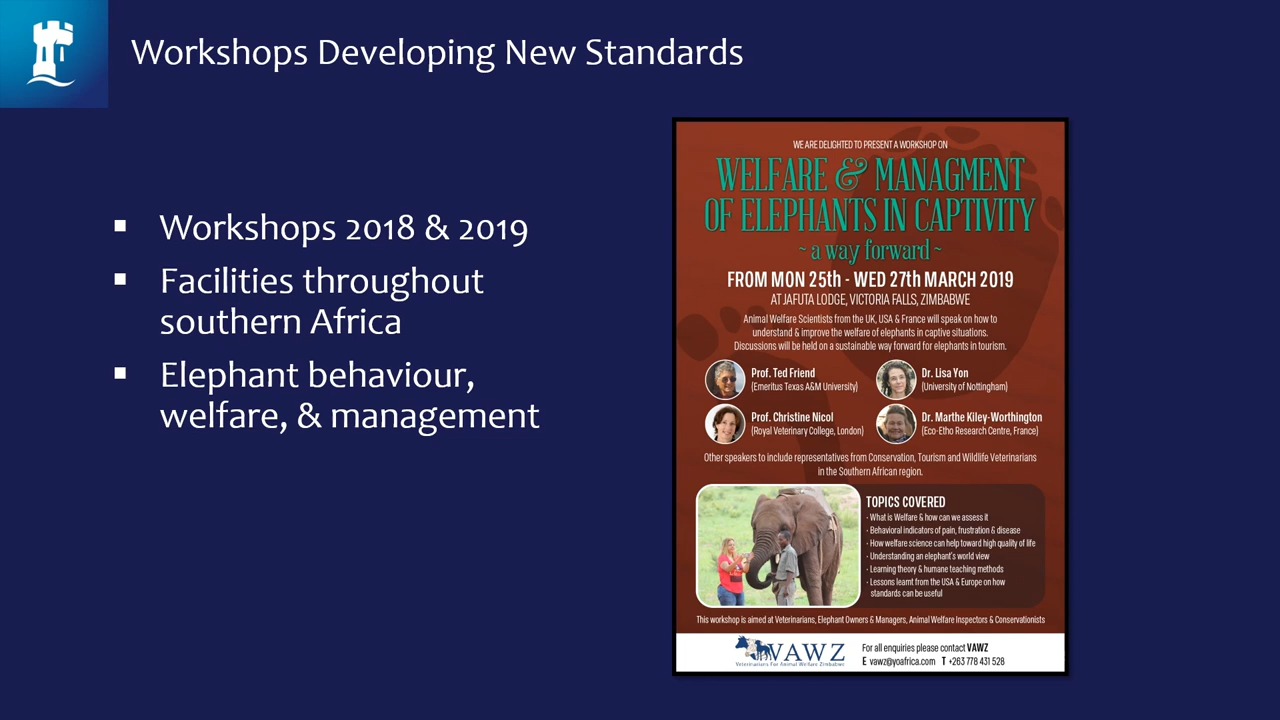 Workshops Developing New Standards
▪ Workshops 2018 & 2019
▪ Facilities throughout
southern Africa
▪ Elephant behaviour,
welfare, & management
WE ARE DELIGHTED TO PRESENT A WORKSHOP ON
WELFARE & MANAGMENT
OF ELEPHANTS IN CAPTIVITY
~ a way forward ~
FROM MON 25th - WED 27th MARCH 2019
AT JAFUTA LODGE, VICTORIA FALLS, ZIMBABWE
Animal Welfare Scientists from the UK, USA & France will speak on how to
understand & improve the welfare of elephants in captive situations.
Discussions will be held on a sustainable way forward for elephants in tourism.
Prof. Ted Friend
(Emeritus Texas A&M University)
Dr. Lisa Yon
(University of Nottingham)
Prof. Christine Nicol
(Royal Veterinary College, London)
Dr. Marthe Kiley-Worthington
(Eco-Etho Research Centre, France)
Other speakers to include representatives from Conservation, Tourism and Wildlife Veterinarians
in the Southern African region.
TOPICS COVERED
· What is Welfare & how can we assess it
· Behavioral indicators of pain, frustration & disease
· How welfare science can help toward high quality of life
· Understanding an elephant's world view
· Learning theory & humane teaching methods
· Lessons learnt from the USA & Europe on how
standards can be useful
This workshop is aimed at Veterinarians, Elephant Owners & Managers, Animal Welfare Inspectors & Conservationists
VAWZ
Veterinarians For Animal Welfare Zimbabwe
For all enquiries please contact VAWZ
E vawz@yoafrica.com T +263 778 431 528